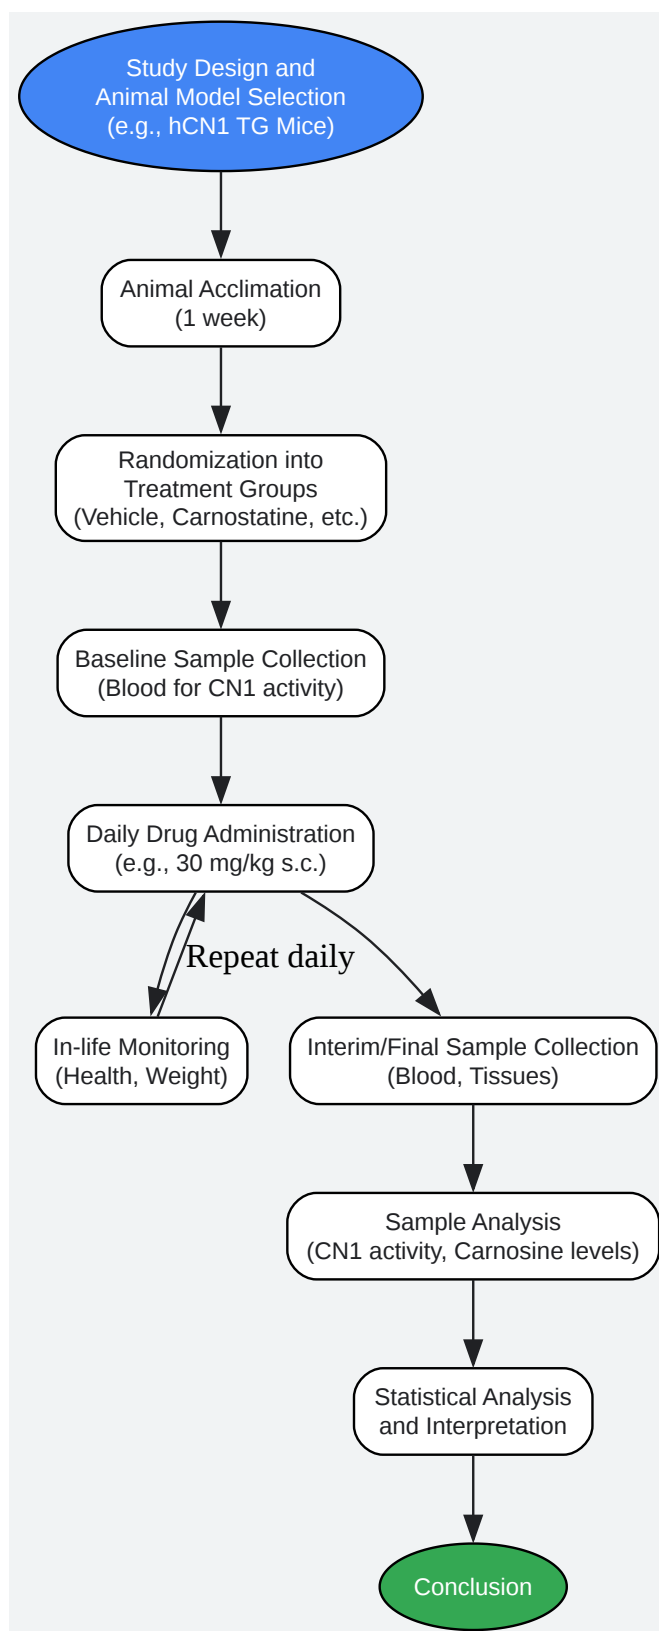 Study Design and
Animal Model Selection
(e.g., hCN1 TG Mice)
Animal Acclimation
(1 week)
Randomization into
Treatment Groups
(Vehicle, Carnostatine, etc.)
Baseline Sample Collection
(Blood for CN1 activity)
Daily Drug Administration
(e.g., 30 mg/kg s.c.)
Repeat daily
In-life Monitoring
(Health, Weight)
Interim/Final Sample Collection
(Blood, Tissues)
Sample Analysis
(CN1 activity, Carnosine levels)
Statistical Analysis
and Interpretation
Conclusion